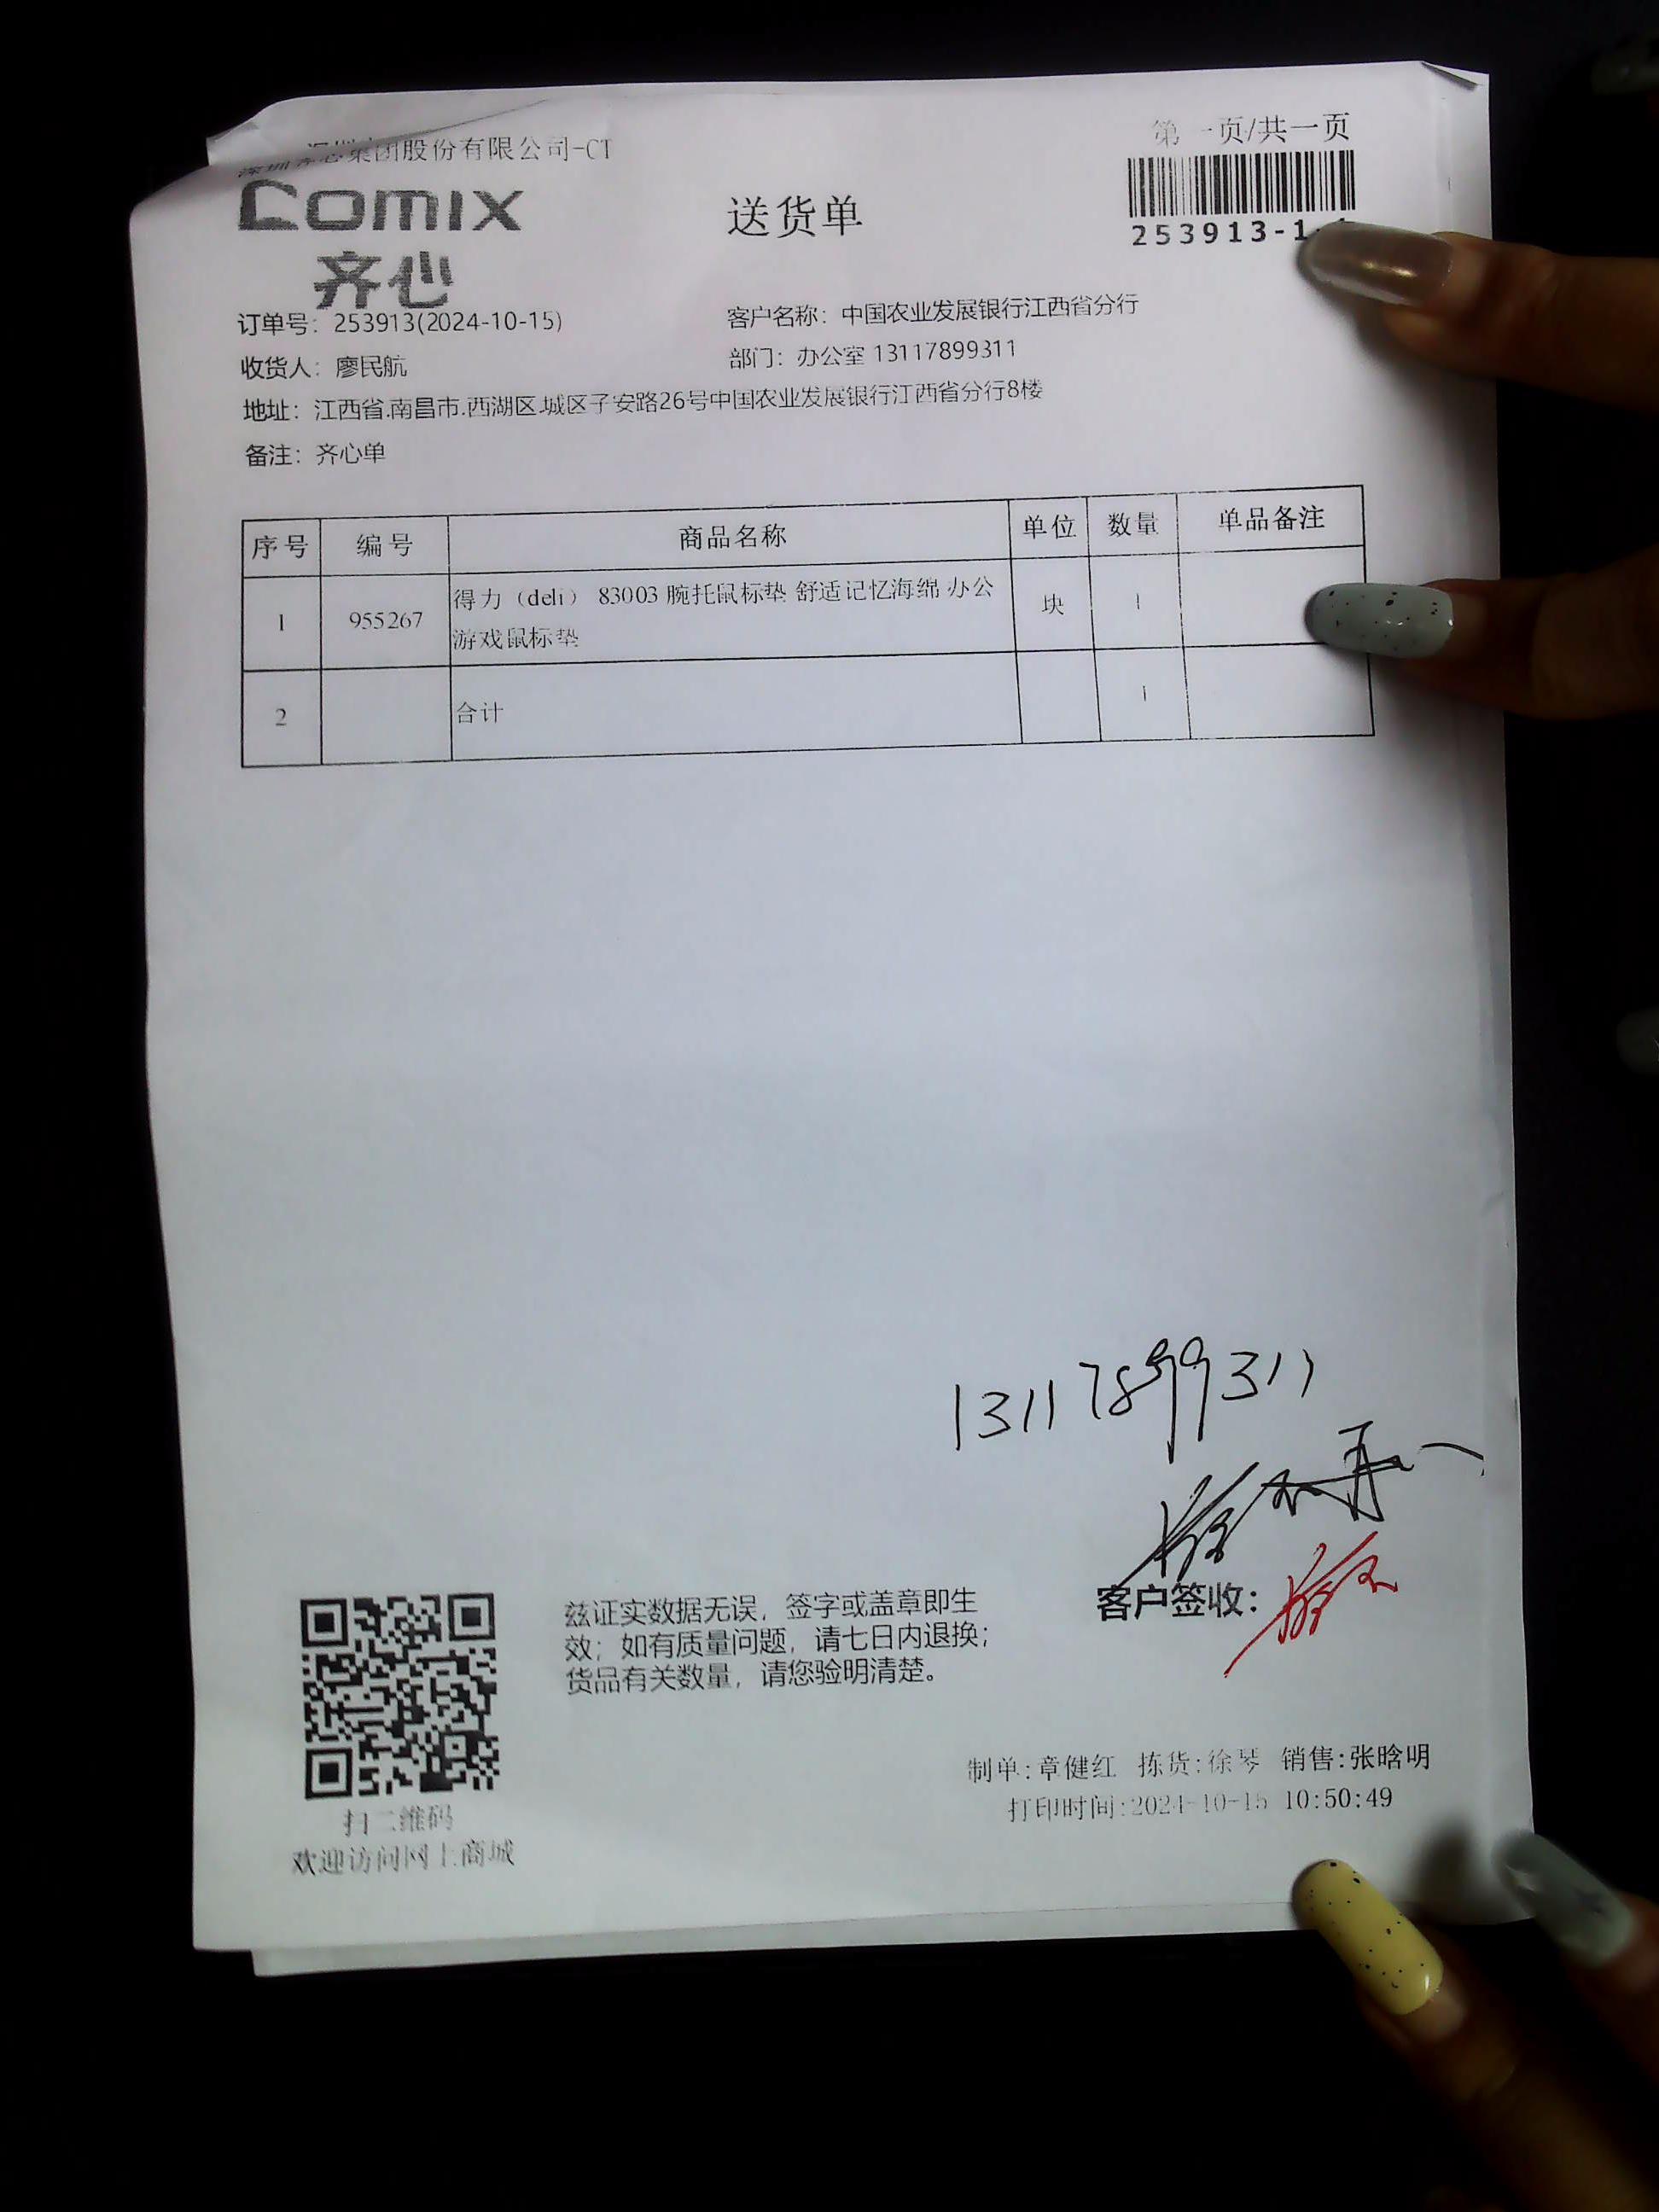 集团股份有限公司-CT
第一页/共一页
comix
齐心
送货单
253913-1
订单号：253913(2024-10-15)
客户名称：中国农业发展银行江西省分行
收货人：廖民航
部门：办公室 13117899311
地址：江西省.南昌市.西湖区.城区子安路26号中国农业发展银行江西省分行8楼
备注：齐心单
序号 编号 商品名称 单位 数量 单品备注
1 955267 得力（deli） 83003 腕托鼠标垫 舒适记忆海绵 办公 块 1
游戏鼠标垫
2 合计 1
13117899311
客户签收：
兹证实数据无误，签字或盖章即生
效；如有质量问题，请七日内退换；
货品有关数量，请您验明清楚。
制单:章健红 拣货:徐琴 销售:张晗明
打印时间:2024-10-15 10:50:49
扫二维码
欢迎访问网上商城